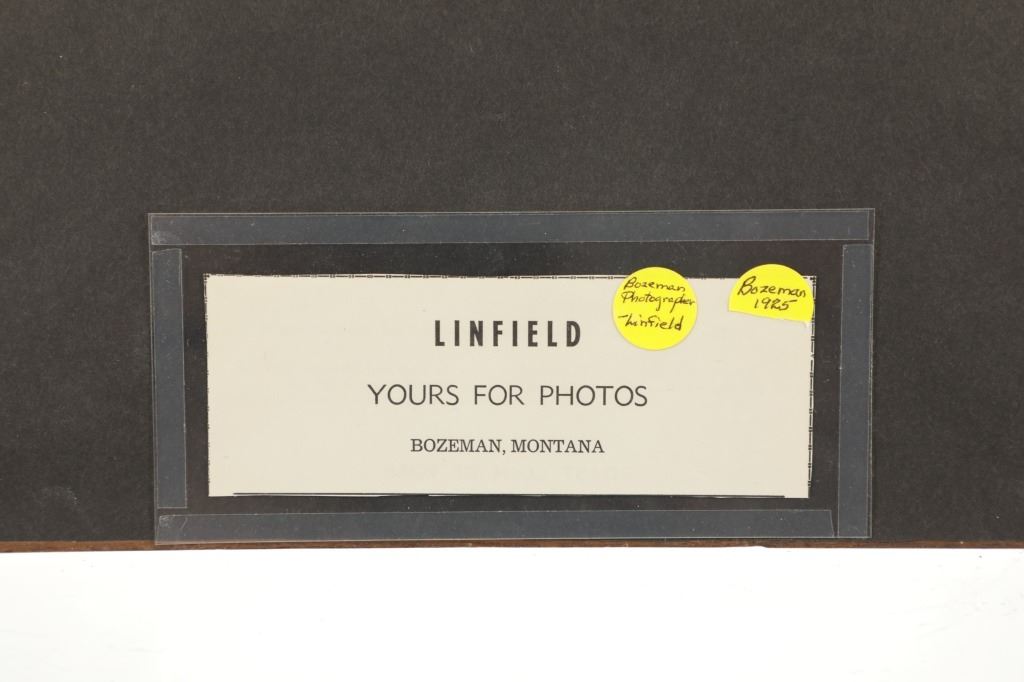 LINFIELD
YOURS FOR PHOTOS
BOZEMAN, MONTANA
Bozeman
Photographer
-Linfield
Bozeman
1925